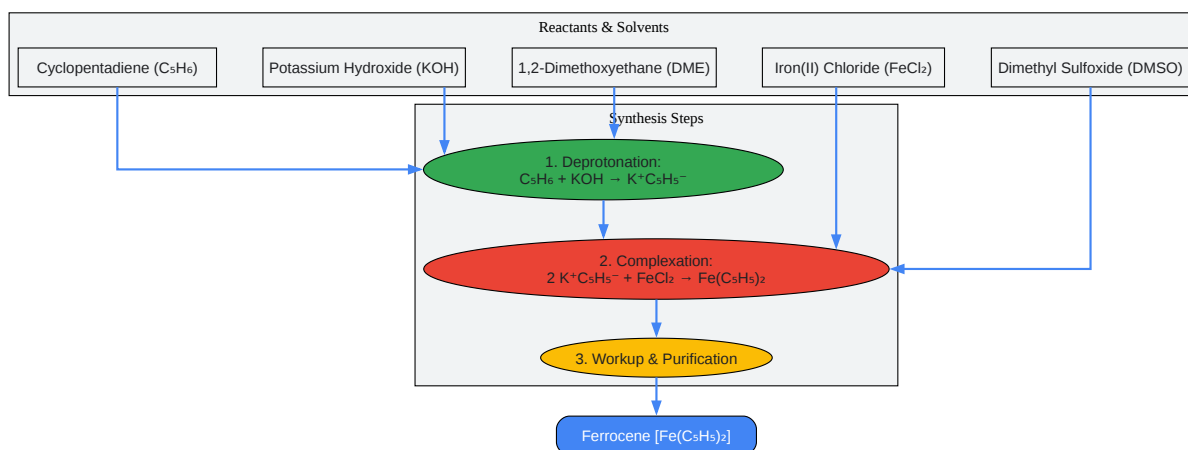 Reactants & Solvents
Cyclopentadiene (C₅H₆)
Potassium Hydroxide (KOH)
1,2-Dimethoxyethane (DME)
Iron(II) Chloride (FeCl₂)
Dimethyl Sulfoxide (DMSO)
Synthesis Steps
1. Deprotonation:
C₅H₆ + KOH → K⁺C₅H₅⁻
2. Complexation:
2 K⁺C₅H₅⁻ + FeCl₂ → Fe(C₅H₅)₂
3. Workup & Purification
Ferrocene [Fe(C₅H₅)₂]